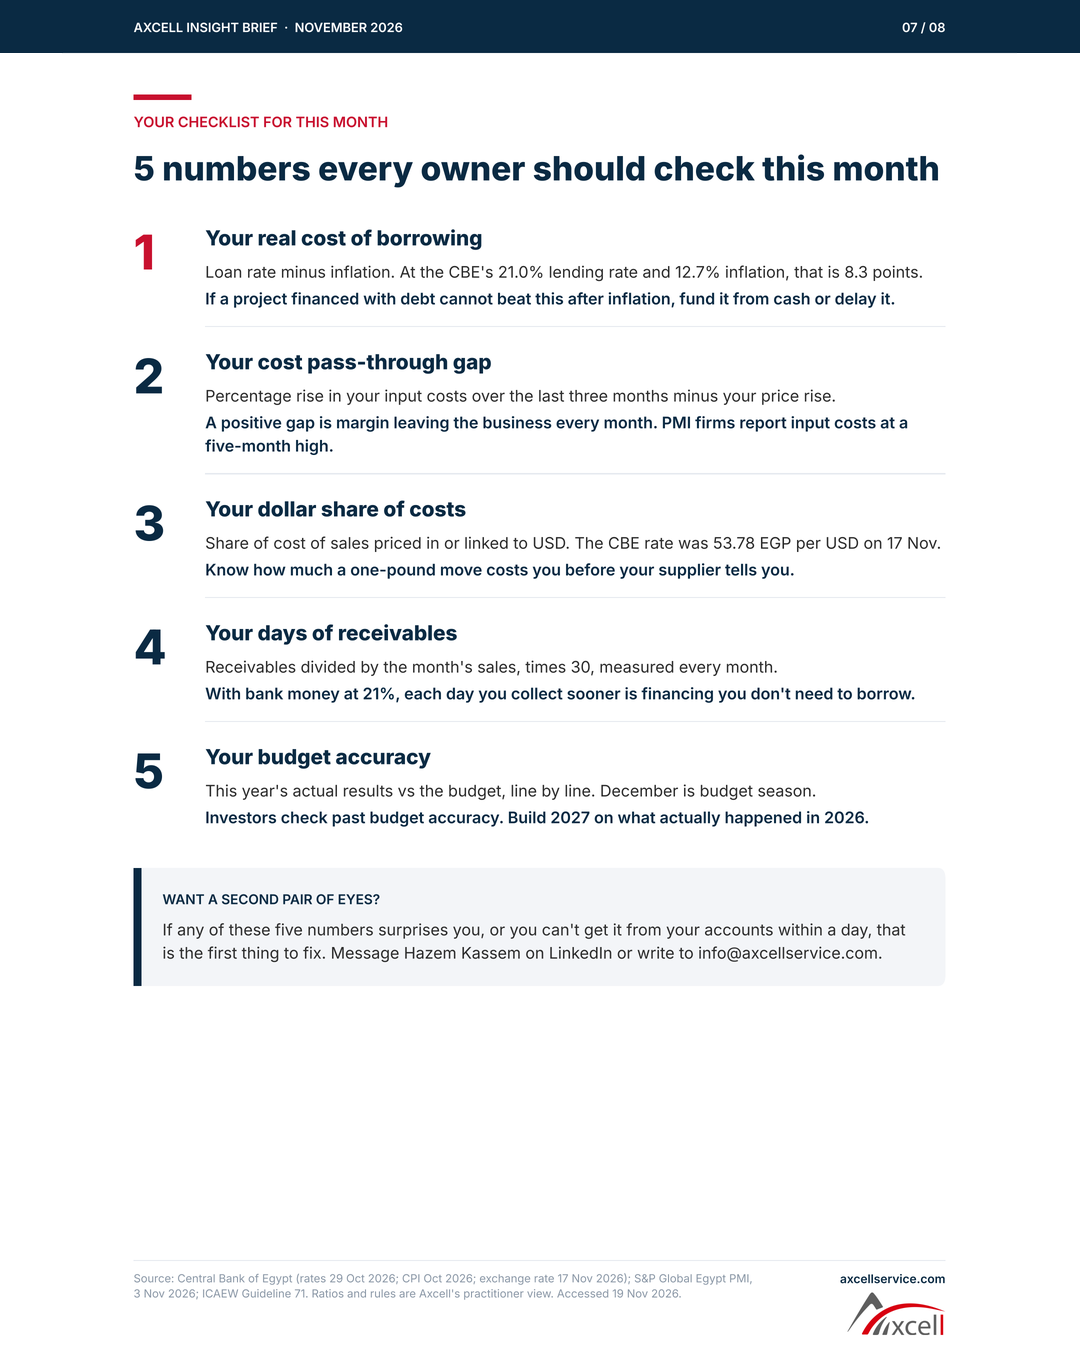 AXCELL INSIGHT BRIEF · NOVEMBER 2026
07 / 08
YOUR CHECKLIST FOR THIS MONTH
5 numbers every owner should check this month
1
Your real cost of borrowing
Loan rate minus inflation. At the CBE's 21.0% lending rate and 12.7% inflation, that is 8.3 points.
If a project financed with debt cannot beat this after inflation, fund it from cash or delay it.
2
Your cost pass-through gap
Percentage rise in your input costs over the last three months minus your price rise.
A positive gap is margin leaving the business every month. PMI firms report input costs at a
five-month high.
3
Your dollar share of costs
Share of cost of sales priced in or linked to USD. The CBE rate was 53.78 EGP per USD on 17 Nov.
Know how much a one-pound move costs you before your supplier tells you.
4
Your days of receivables
Receivables divided by the month's sales, times 30, measured every month.
With bank money at 21%, each day you collect sooner is financing you don't need to borrow.
5
Your budget accuracy
This year's actual results vs the budget, line by line. December is budget season.
Investors check past budget accuracy. Build 2027 on what actually happened in 2026.
WANT A SECOND PAIR OF EYES?
If any of these five numbers surprises you, or you can't get it from your accounts within a day, that
is the first thing to fix. Message Hazem Kassem on LinkedIn or write to info@axcellservice.com.
Source: Central Bank of Egypt (rates 29 Oct 2026; CPI Oct 2026; exchange rate 17 Nov 2026); S&P Global Egypt PMI,
3 Nov 2026; ICAEW Guideline 71. Ratios and rules are Axcell's practitioner view. Accessed 19 Nov 2026.
axcellservice.com
Axcell